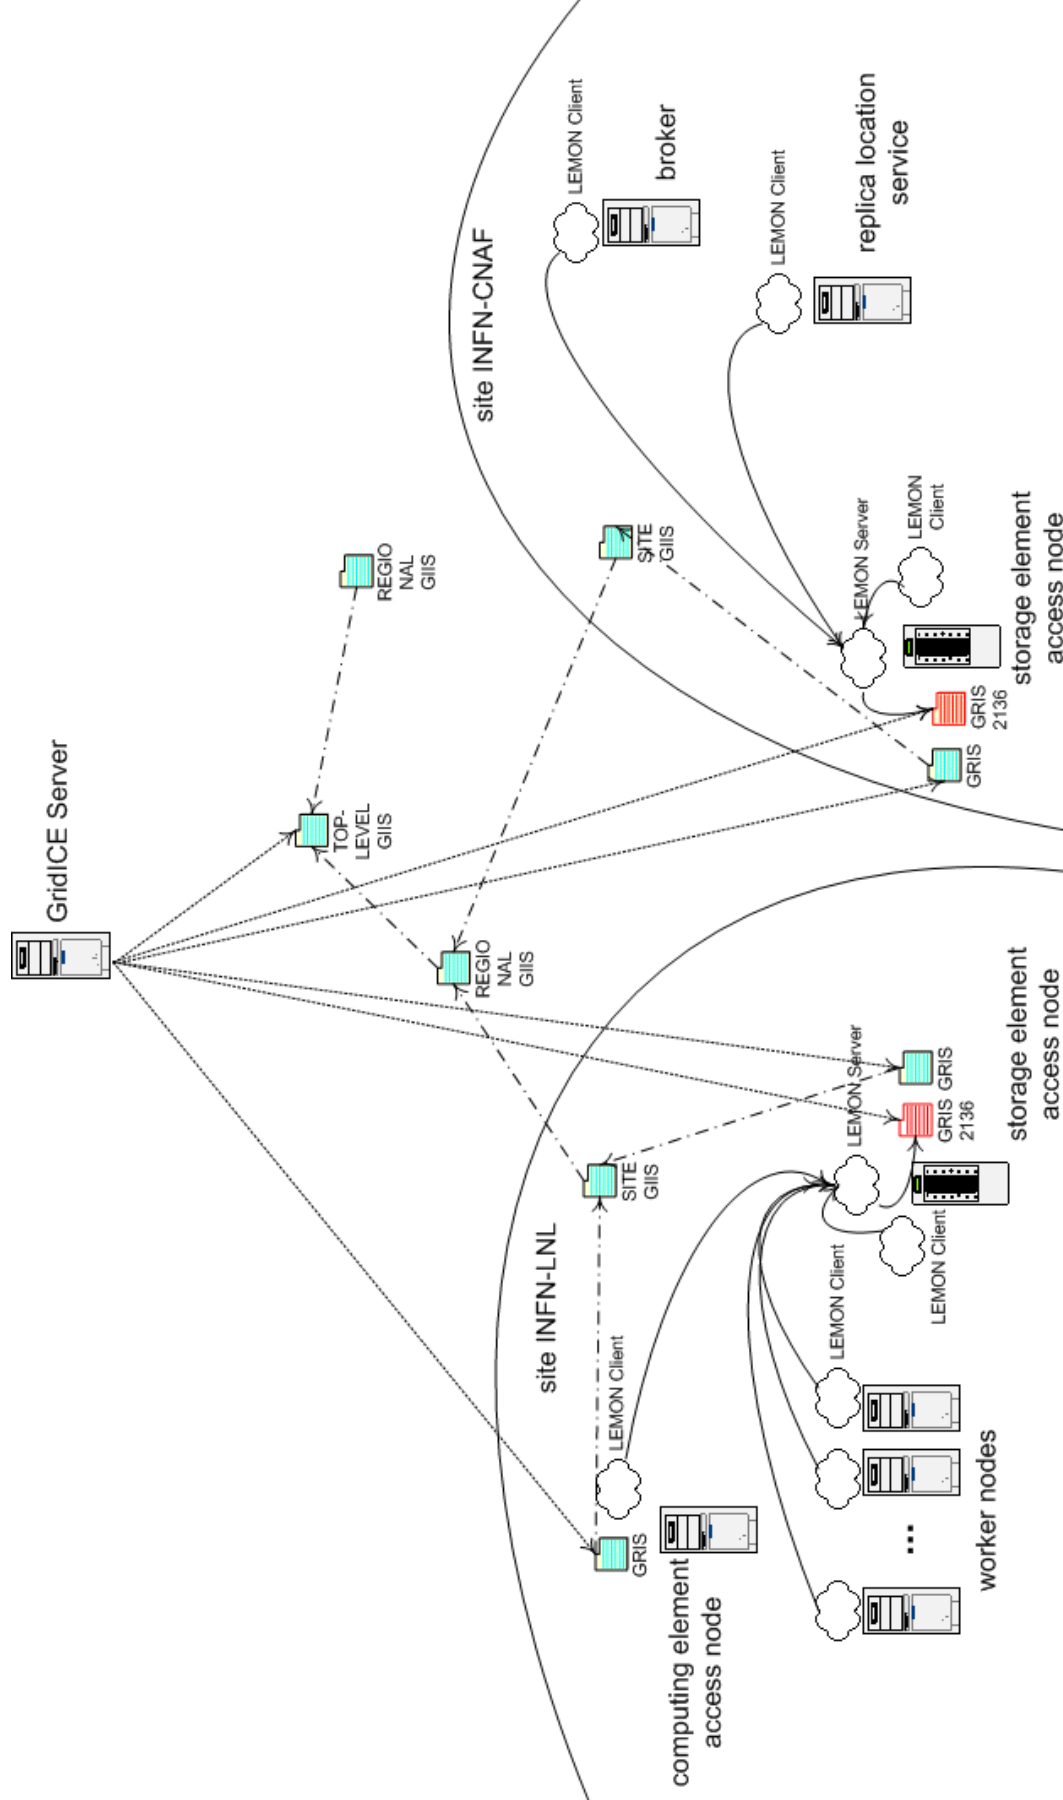 GridICE Server
TOP-
LEVEL
GIIS
REGIO
NAL
GIIS
REGIO
NAL
GIIS
site INFN-LNL
SITE
GIIS
GRIS
LEMON Client
computing element
access node
worker nodes
...
LEMON Client
LEMON Client
LEMON Server
GRIS
2136
GRIS
storage element
access node
site INFN-CNAF
SITE
GIIS
GRIS
GRIS
2136
LEMON Server
LEMON
Client
storage element
access node
LEMON Client
broker
LEMON Client
replica location
service